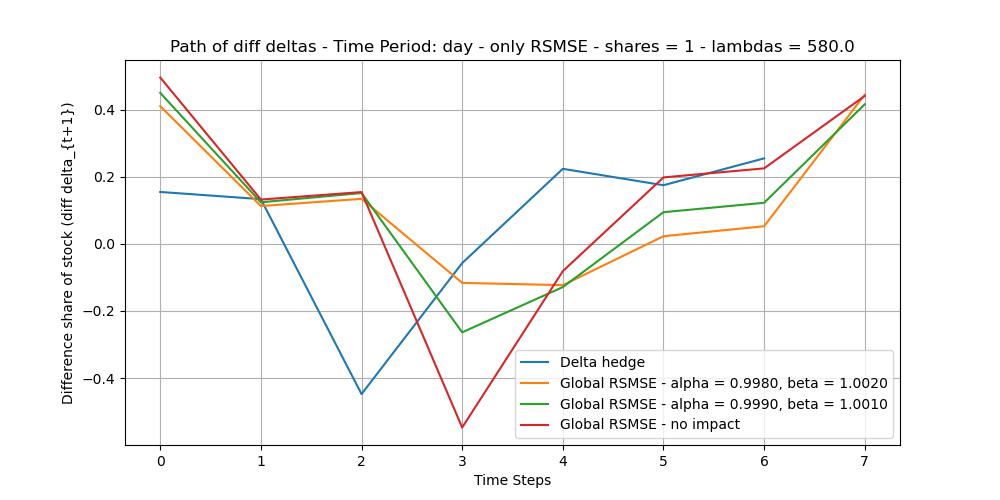 Path of diff deltas - Time Period: day - only RSMSE - shares = 1 - lambdas = 580.0
Difference share of stock (diff delta_{t+1})
0.4
0.2
0.0
−0.2
−0.4
Delta hedge
Global RSMSE - alpha = 0.9980, beta = 1.0020
Global RSMSE - alpha = 0.9990, beta = 1.0010
Global RSMSE - no impact
0 1 2 3 4 5 6 7
Time Steps